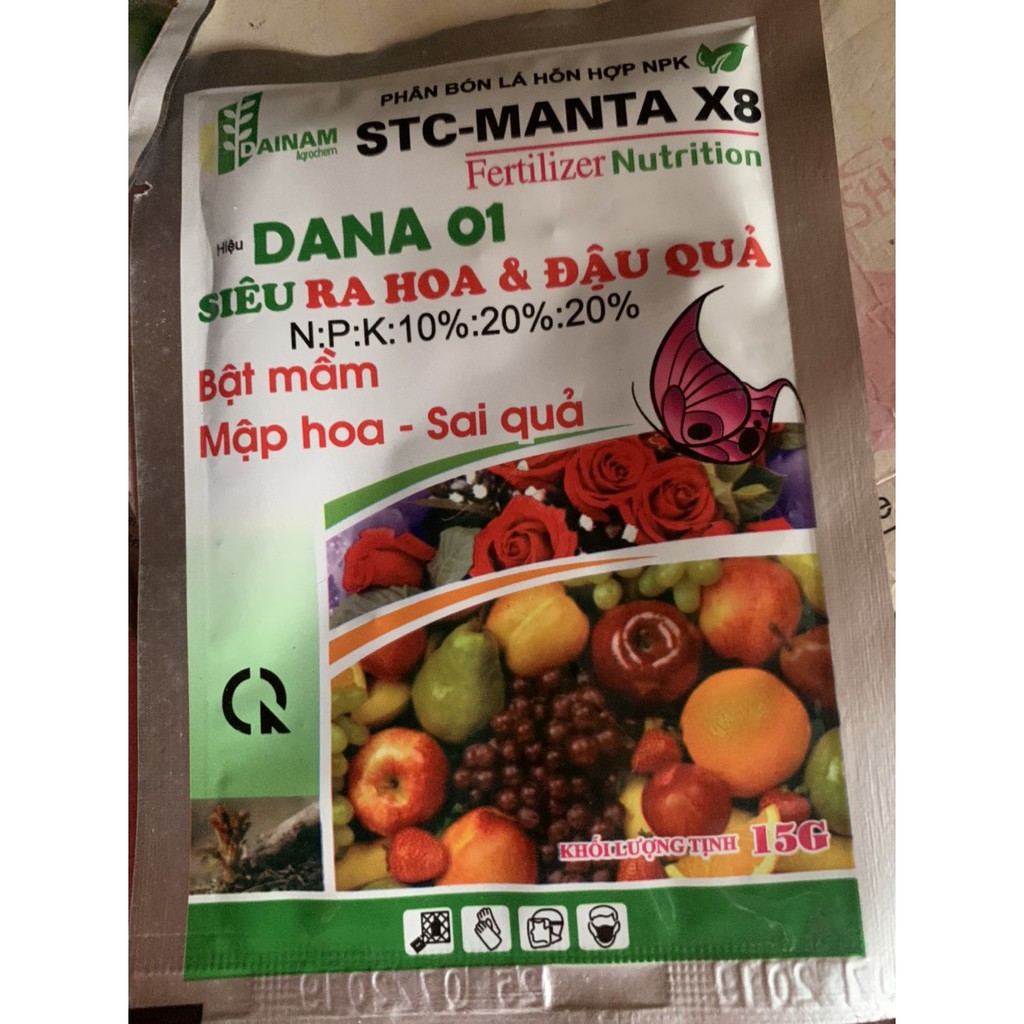 PHÂN BÓN LÁ HỖN HỢP NPK
DAINAM
Agrochem
STC-MANTA X8
Fertilizer Nutrition
Hiệu DANA 01
SIÊU RA HOA & ĐẬU QUẢ
N:P:K:10%:20%:20%
Bật mầm
Mập hoa - Sai quả
KHỐI LƯỢNG TỊNH 15G